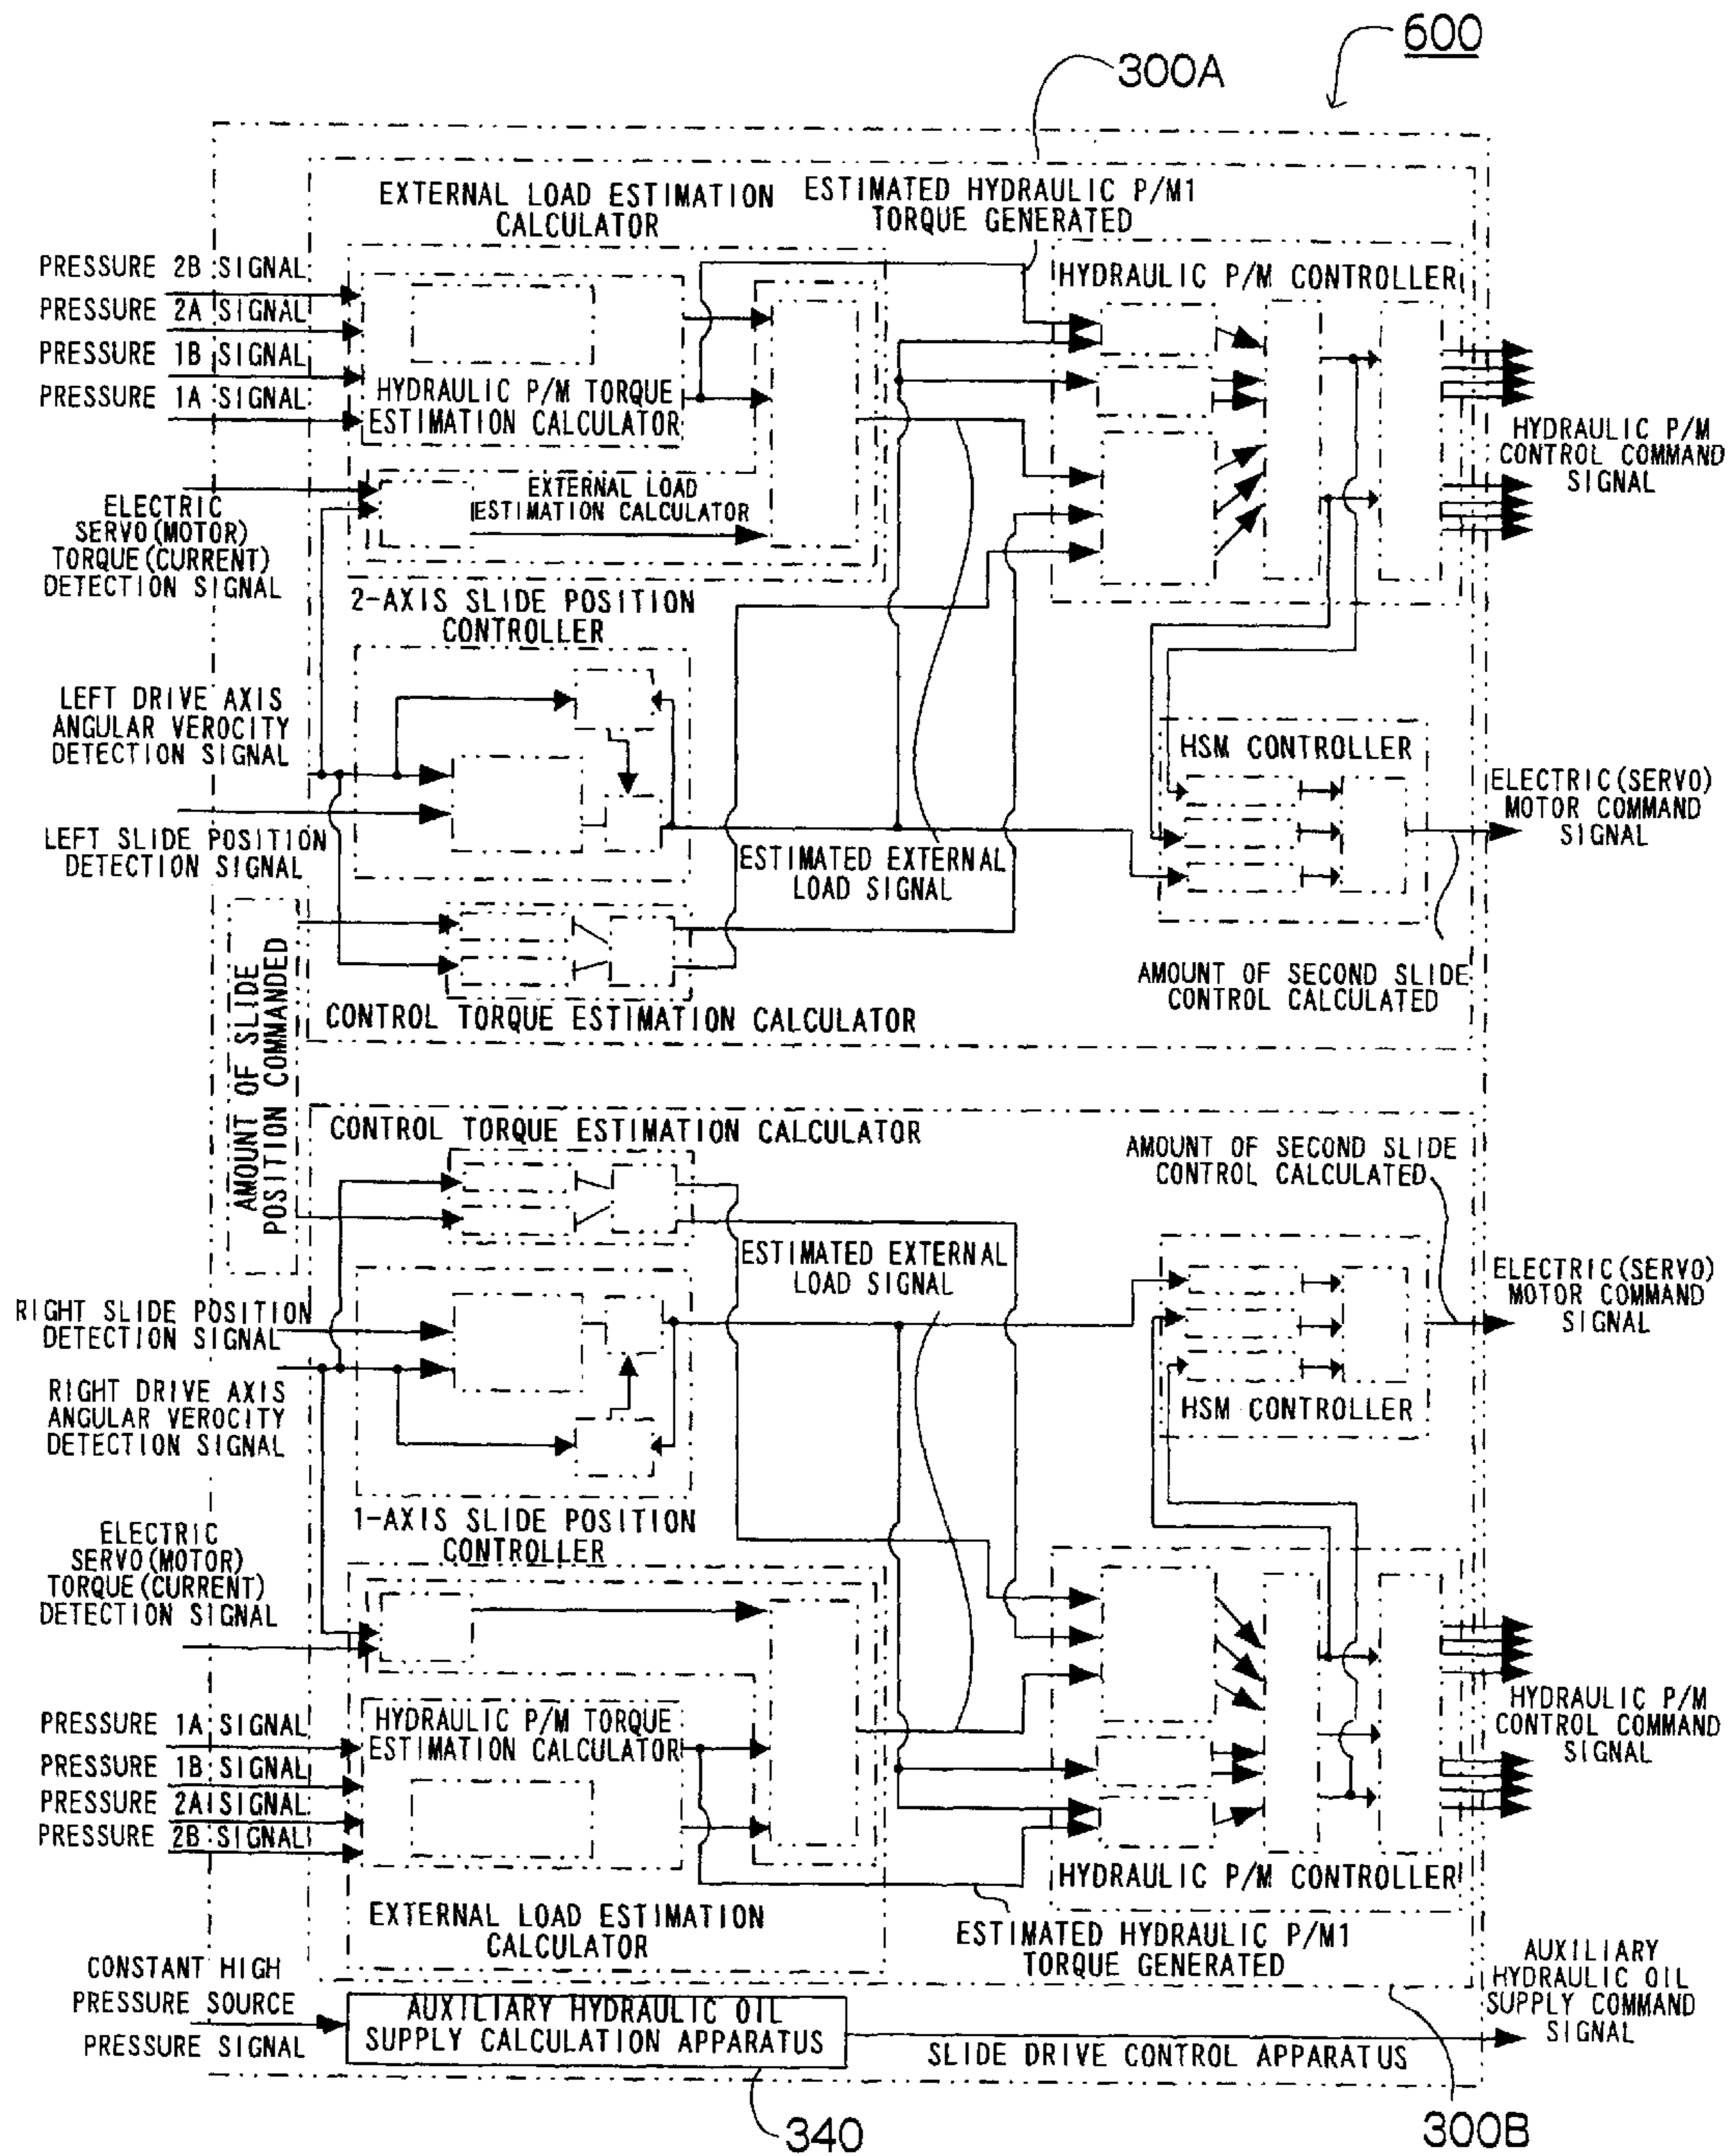 600
300A
EXTERNAL LOAD ESTIMATION
CALCULATOR
ESTIMATED HYDRAULIC P/M1
TORQUE GENERATED
PRESSURE 2B SIGNAL
PRESSURE 2A SIGNAL
PRESSURE 1B SIGNAL
PRESSURE 1A SIGNAL
HYDRAULIC P/M TORQUE
ESTIMATION CALCULATOR
HYDRAULIC P/M CONTROLLER
HYDRAULIC P/M
CONTROL COMMAND
SIGNAL
ELECTRIC
SERVO(MOTOR)
TORQUE(CURRENT)
DETECTION SIGNAL
EXTERNAL LOAD
ESTIMATION CALCULATOR
2-AXIS SLIDE POSITION
CONTROLLER
LEFT DRIVE AXIS
ANGULAR VEROCITY
DETECTION SIGNAL
LEFT SLIDE POSITION
DETECTION SIGNAL
HSM CONTROLLER
ELECTRIC(SERVO)
MOTOR COMMAND
SIGNAL
ESTIMATED EXTERNAL
LOAD SIGNAL
AMOUNT OF SECOND SLIDE
CONTROL CALCULATED
CONTROL TORQUE ESTIMATION CALCULATOR
AMOUNT OF SLIDE
POSITION COMMANDED
CONTROL TORQUE ESTIMATION CALCULATOR
AMOUNT OF SECOND SLIDE
CONTROL CALCULATED
ESTIMATED EXTERNAL
LOAD SIGNAL
ELECTRIC(SERVO)
MOTOR COMMAND
SIGNAL
RIGHT SLIDE POSITION
DETECTION SIGNAL
RIGHT DRIVE AXIS
ANGULAR VEROCITY
DETECTION SIGNAL
HSM CONTROLLER
1-AXIS SLIDE POSITION
CONTROLLER
ELECTRIC
SERVO(MOTOR)
TORQUE(CURRENT)
DETECTION SIGNAL
PRESSURE 1A SIGNAL
PRESSURE 1B SIGNAL
PRESSURE 2A SIGNAL
PRESSURE 2B SIGNAL
HYDRAULIC P/M TORQUE
ESTIMATION CALCULATOR
HYDRAULIC P/M
CONTROL COMMAND
SIGNAL
HYDRAULIC P/M CONTROLLER
EXTERNAL LOAD ESTIMATION
CALCULATOR
ESTIMATED HYDRAULIC P/M1
TORQUE GENERATED
CONSTANT HIGH
PRESSURE SOURCE
PRESSURE SIGNAL
AUXILIARY HYDRAULIC OIL
SUPPLY CALCULATION APPARATUS
AUXILIARY
HYDRAULIC OIL
SUPPLY COMMAND
SIGNAL
SLIDE DRIVE CONTROL APPARATUS
340
300B